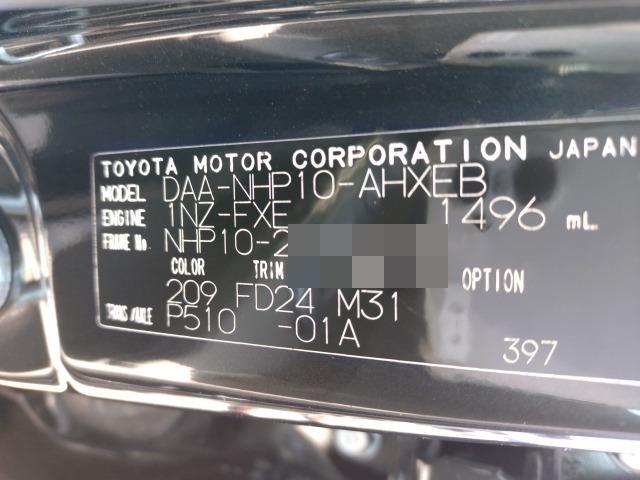 TOYOTA MOTOR CORPORATION JAPAN
MODEL DAA-NHP10-AHXEB
ENGINE 1NZ-FXE 1496 mL
FRAME No. NHP10-2
COLOR TRIM OPTION
209 FD24 M31
TRANS/AXLE P510 -01A
397